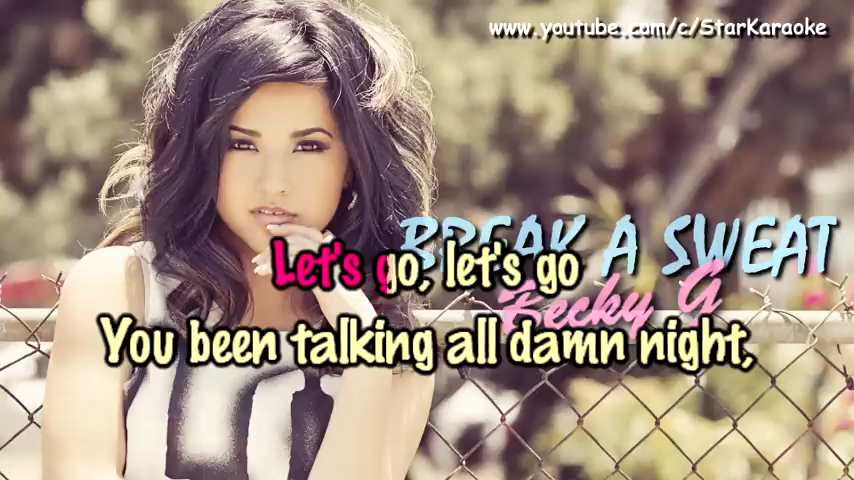 www.youtube.com/c/StarKaraoke
BREAK A SWEAT
Becky G
Let's go, let's go
You been talking all damn night,